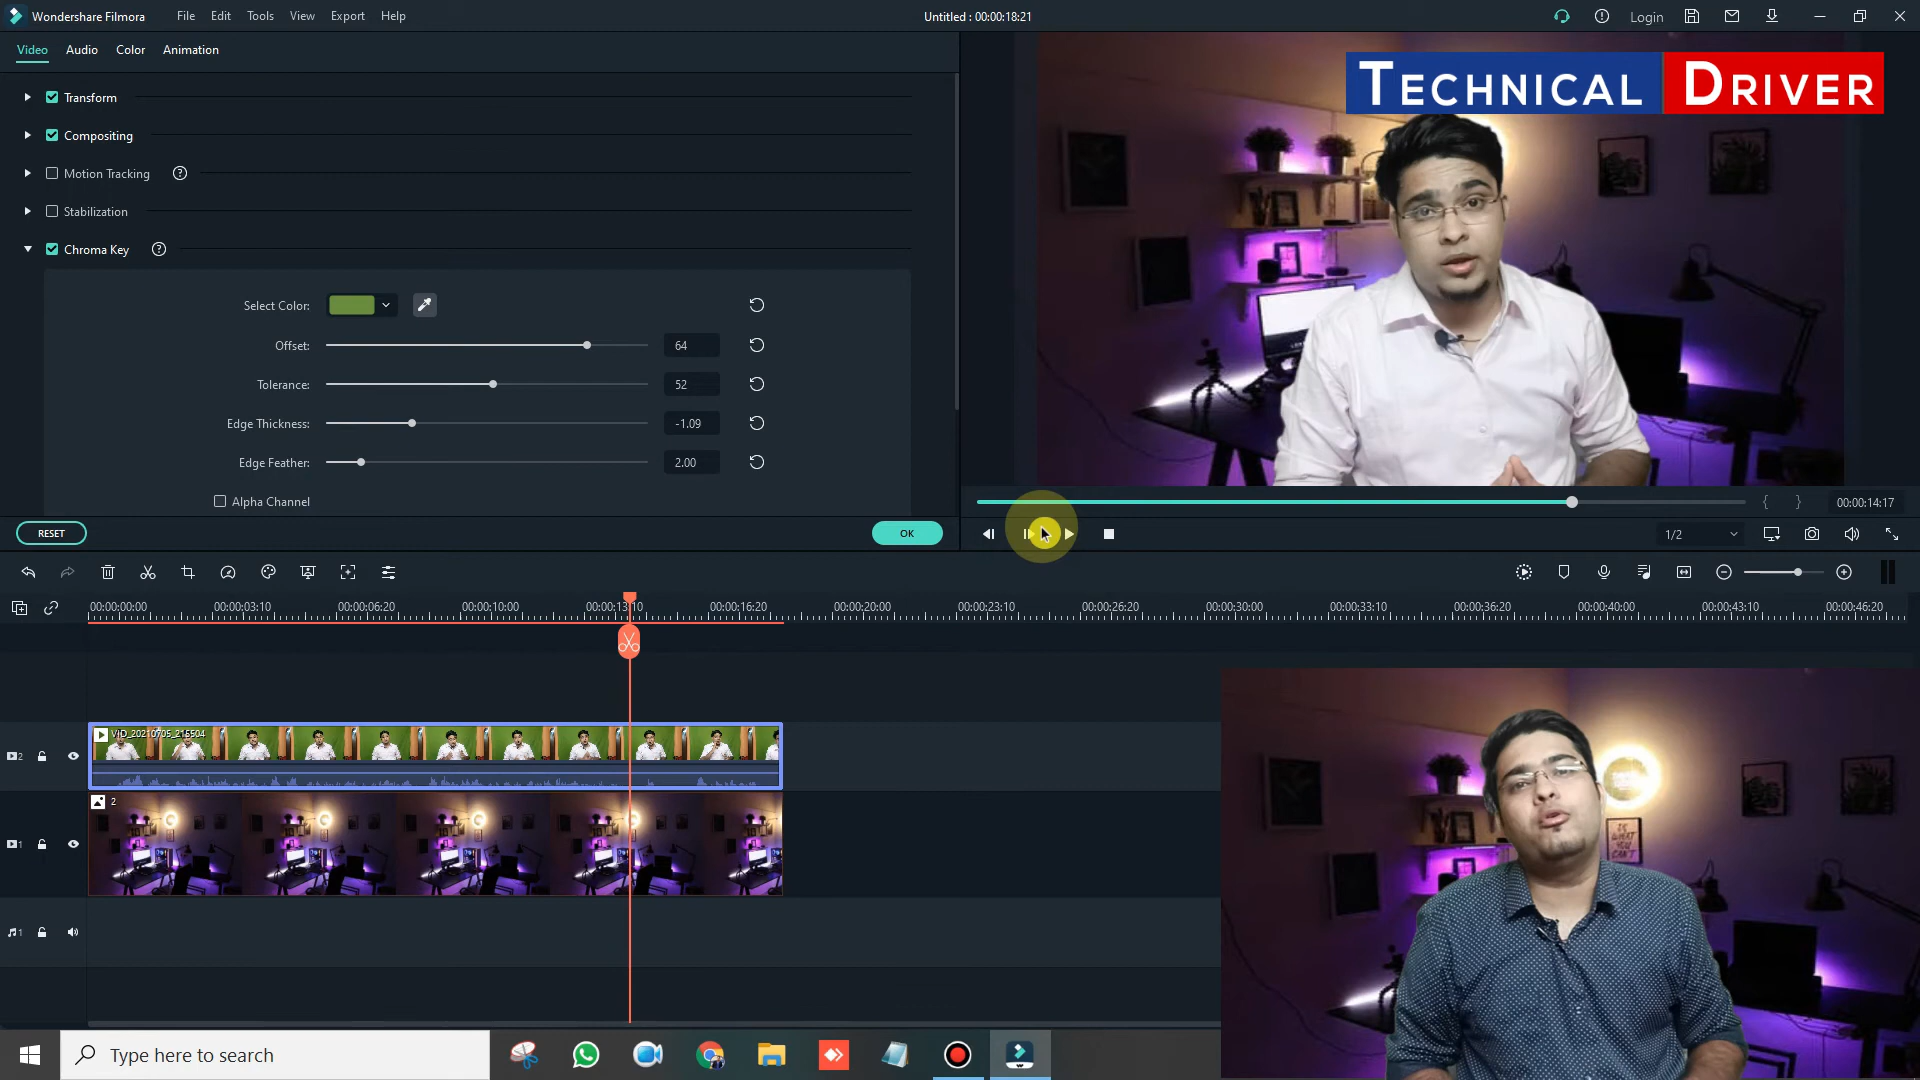 Wondershare Filmora File Edit Tools View Export Help Untitled : 00:00:18:21 Login
Video Audio Color Animation
TECHNICAL DRIVER
Transform
Compositing
Motion Tracking ?
Stabilization
Chroma Key ?
Select Color:
Offset: 64
Tolerance: 52
Edge Thickness: -1.09
Edge Feather: 2.00
Alpha Channel
{ } 00:00:14:17
RESET OK
1/2
00:00:00:00 00:00:03:10 00:00:06:20 00:00:10:00 00:00:13:10 00:00:16:20 00:00:20:00 00:00:23:10 00:00:26:20 00:00:30:00 00:00:33:10 00:00:36:20 00:00:40:00 00:00:43:10 00:00:46:20
VID_20210705_215504
2
2
1
1
IS
WHAT
YOU
CAN'T
Type here to search